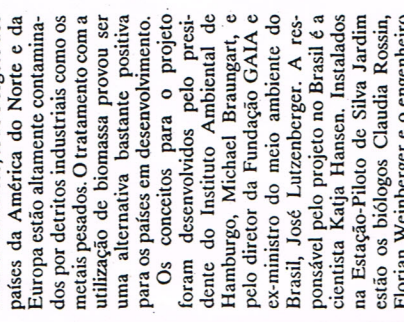 países da América do Norte e da
Europa estão altamente contamina-
dos por detritos industriais como os
metais pesados. O tratamento com a
utilização de biomassa provou ser
uma alternativa bastante positiva
para os países em desenvolvimento.
Os conceitos para o projeto
foram desenvolvidos pelo presi-
dente do Instituto Ambiental de
Hamburgo, Michael Braungart, e
pelo diretor da Fundação GAIA e
ex-ministro do meio ambiente do
Brasil, José Lutzenberger. A res-
ponsável pelo projeto no Brasil é a
cientista Katja Hansen. Instalados
na Estação-Piloto de Silva Jardim
estão os biólogos Claudia Rossin,
Florian Weinberger e o engenheiro